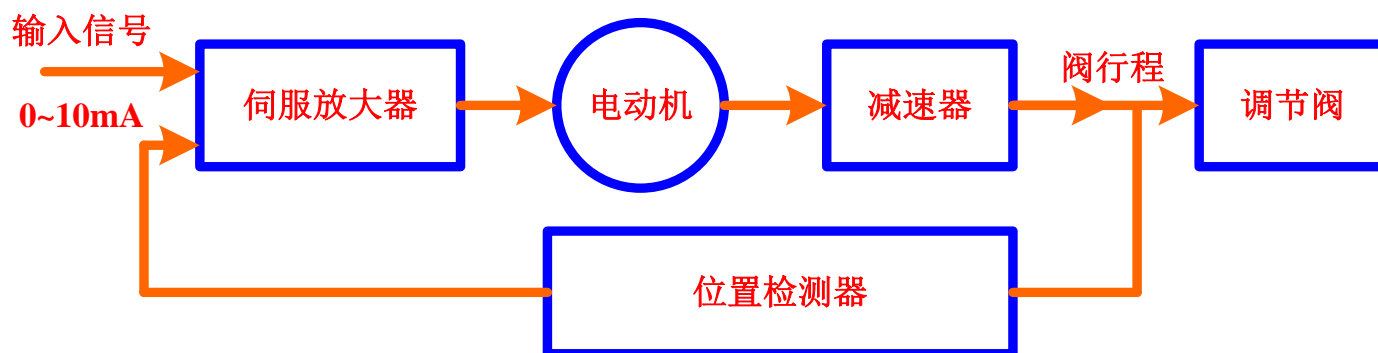 输入信号
0~10mA
伺服放大器
电动机
减速器
阀行程
调节阀
位置检测器